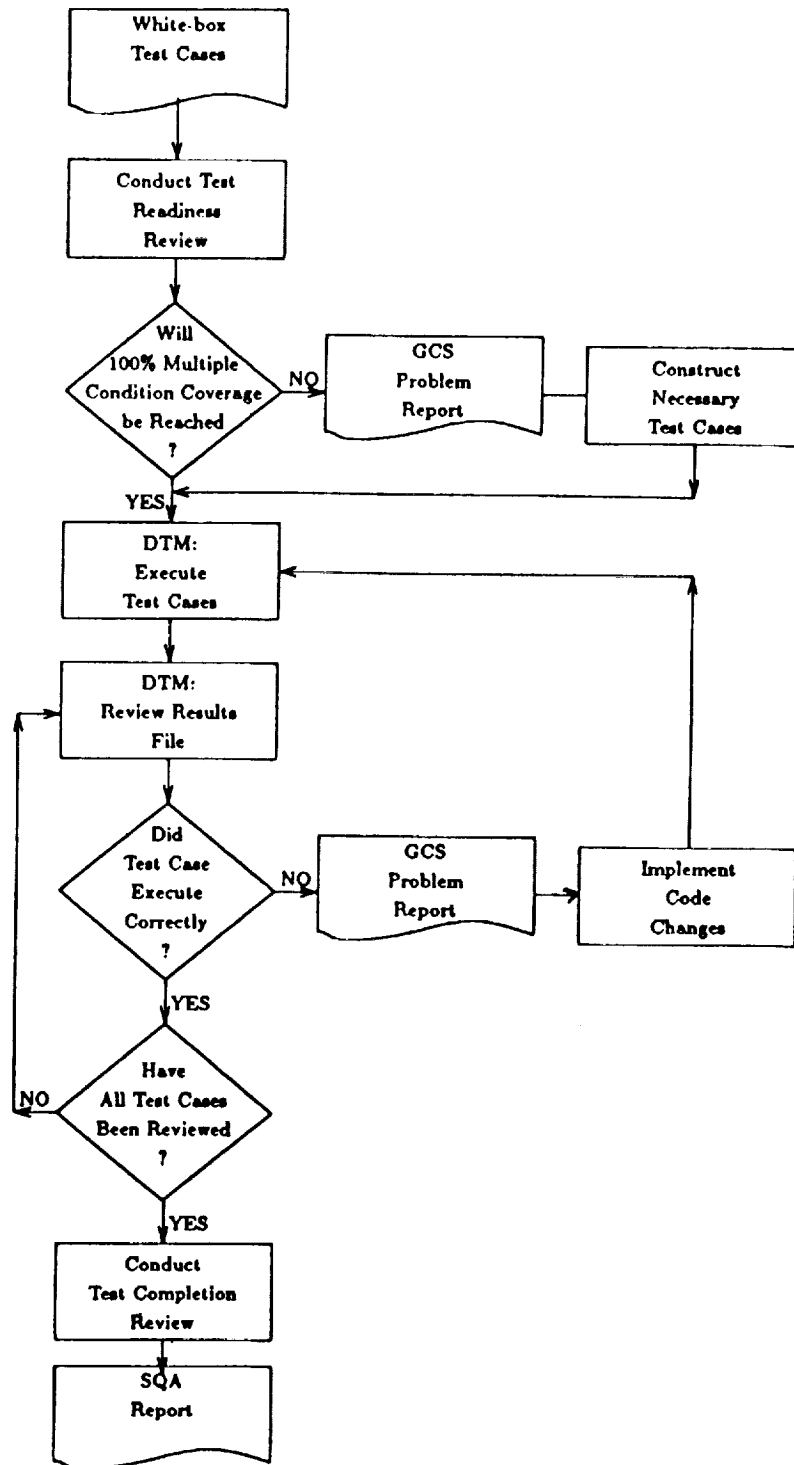 White-box
Test Cases
Conduct Test
Readiness
Review
Will
100% Multiple
Condition Coverage
be Reached
?
NO
GCS
Problem
Report
Construct
Necessary
Test Cases
YES
DTM:
Execute
Test Cases
DTM:
Review Results
File
Did
Test Case
Execute
Correctly
?
NO
GCS
Problem
Report
Implement
Code
Changes
YES
Have
All Test Cases
Been Reviewed
?
NO
YES
Conduct
Test Completion
Review
SQA
Report